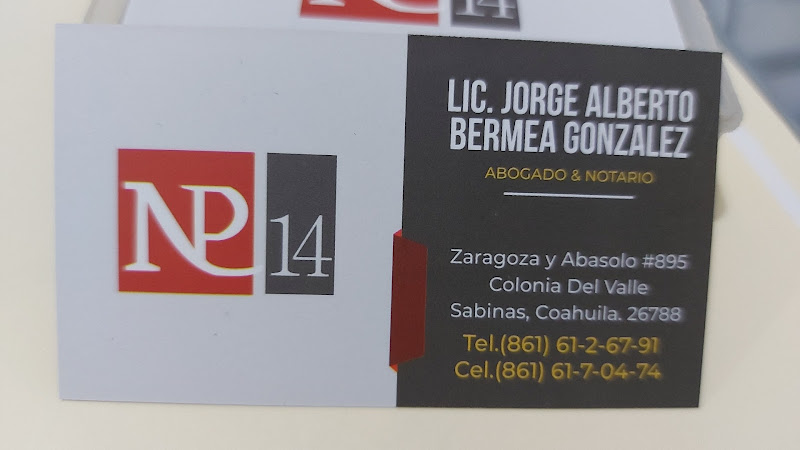 14
NP 14
LIC. JORGE ALBERTO
BERMEA GONZALEZ
ABOGADO & NOTARIO
Zaragoza y Abasolo #895
Colonia Del Valle
Sabinas, Coahuila. 26788
Tel.(861) 61-2-67-91
Cel.(861) 61-7-04-74